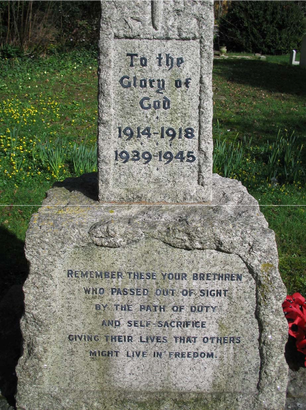 To the
Glory of
God
1914-1918
1939-1945
REMEMBER THESE YOUR BRETHREN
WHO PASSED OUT OF SIGHT
BY THE PATH OF DUTY
AND SELF-SACRIFICE
GIVING THEIR LIVES THAT OTHERS
MIGHT LIVE IN FREEDOM.